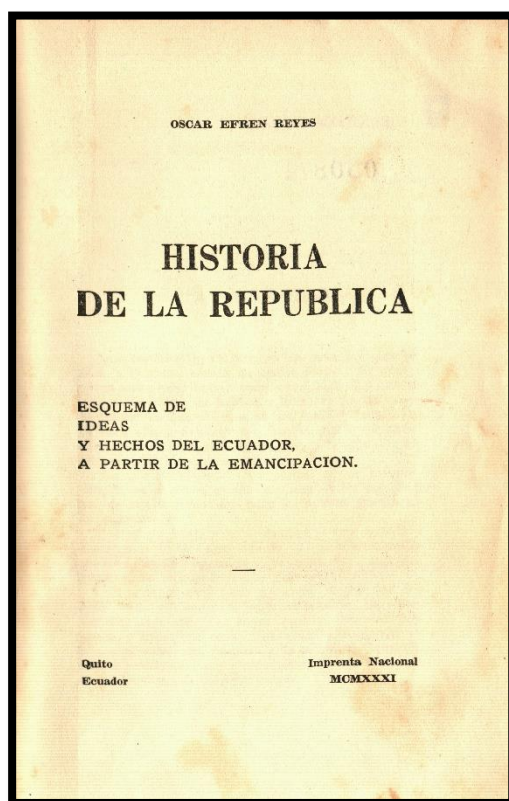 OSCAR EFREN REYES
HISTORIA
DE LA REPUBLICA
ESQUEMA DE
IDEAS
Y HECHOS DEL ECUADOR,
A PARTIR DE LA EMANCIPACION.
Quito
Ecuador
Imprenta Nacional
MCMXXXI